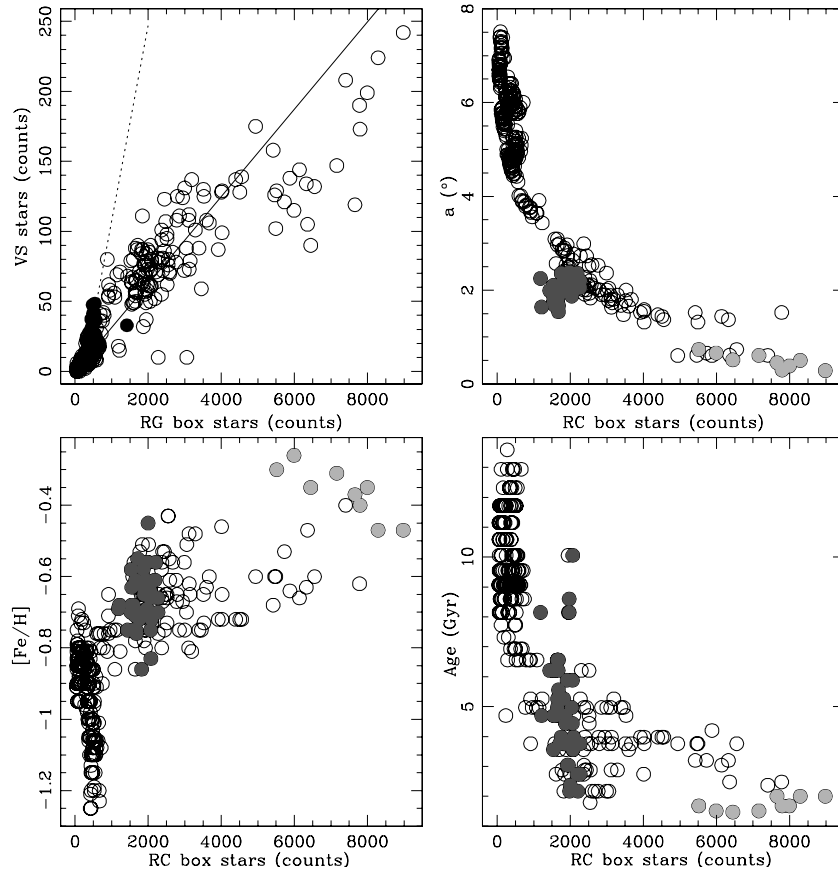 250
200
150
100
50
0
VS stars (counts)
0 2000 4000 6000 8000
RG box stars (counts)
8
6
4
2
0
a (°)
0 2000 4000 6000 8000
RC box stars (counts)
−0.4
−0.6
−0.8
−1
−1.2
[Fe/H]
0 2000 4000 6000 8000
RC box stars (counts)
10
5
Age (Gyr)
0 2000 4000 6000 8000
RC box stars (counts)